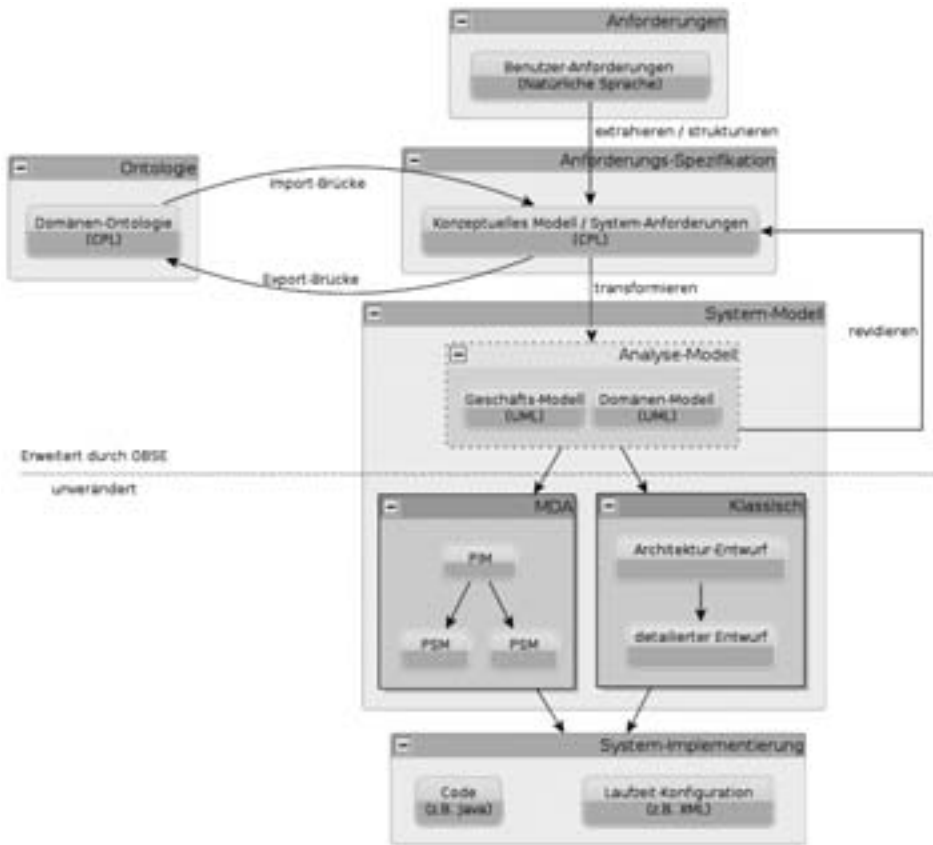 Anforderungen
Benutzer-Anforderungen
(Natürliche Sprache)
extrahieren / strukturieren
Ontologie
Anforderungs-Spezifikation
Import-Brücke
Domänen-Ontologie
(CPL)
Konzeptuelles Modell / System-Anforderungen
(CPL)
Export-Brücke
transformieren
System-Modell
revidieren
Analyse-Modell
Geschäfts-Modell
(UML)
Domänen-Modell
(UML)
Erweitert durch OBSE
unverändert
MDA
Klassisch
PIM
Architektur-Entwurf
PSM
PSM
detailierter Entwurf
System-Implementierung
Code
(z.B. Java)
Laufzeit-Konfiguration
(z.B. XML)